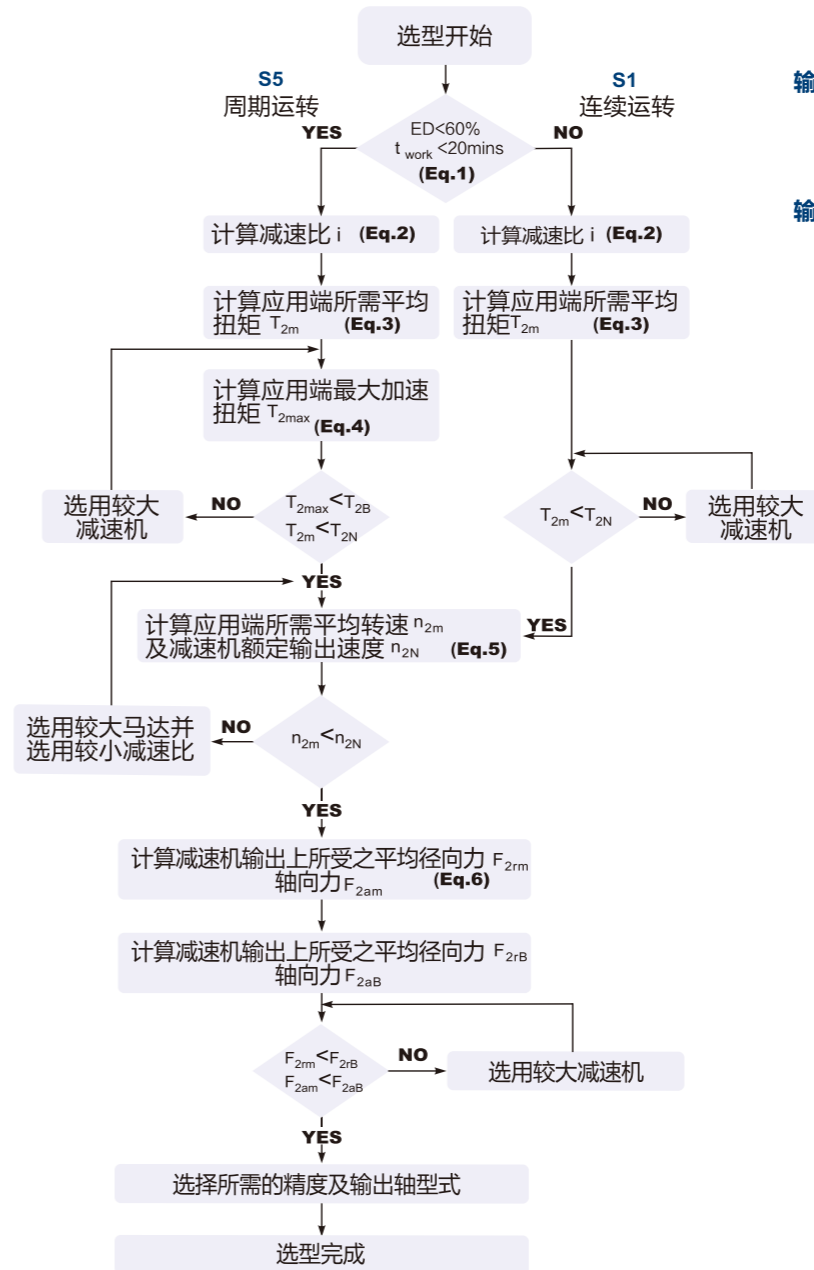 选型开始
S5
周期运转
S1
连续运转
输
输
YES
ED<60%
t work <20mins
(Eq.1)
NO
计算减速比 i (Eq.2)
计算减速比 i (Eq.2)
计算应用端所需平均
扭矩 T2m (Eq.3)
计算应用端所需平均
扭矩T2m (Eq.3)
计算应用端最大加速
扭矩 T2max (Eq.4)
选用较大
减速机
NO
T2max<T2B
T2m<T2N
T2m<T2N
NO
选用较大
减速机
YES
计算应用端所需平均转速 n2m
及减速机额定输出速度 n2N (Eq.5)
YES
选用较大马达并
选用较小减速比
NO
n2m<n2N
YES
计算减速机输出上所受之平均径向力 F2rm
轴向力F2am (Eq.6)
计算减速机输出上所受之平均径向力 F2rB
轴向力F2aB
F2rm<F2rB
F2am<F2aB
NO
选用较大减速机
YES
选择所需的精度及输出轴型式
选型完成